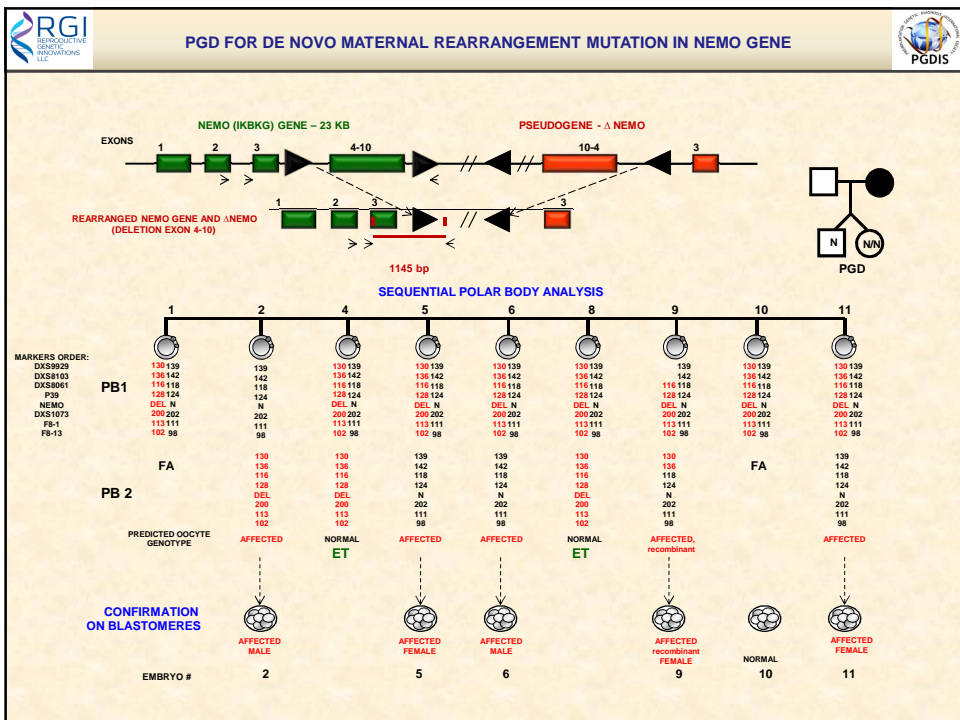 RGI
REPRODUCTIVE
GENETIC
INNOVATIONS
LLC
PGD FOR DE NOVO MATERNAL REARRANGEMENT MUTATION IN NEMO GENE
PGDIS
NEMO (IKBKG) GENE – 23 KB
PSEUDOGENE - Δ NEMO
EXONS
1 2 3 4-10 // // 10-4 3
REARRANGED NEMO GENE AND ΔNEMO
(DELETION EXON 4-10)
1 2 3 // 3
1145 bp
N N/N
PGD
SEQUENTIAL POLAR BODY ANALYSIS
1 2 4 5 6 8 9 10 11
MARKERS ORDER:
DXS9929
DXS8103
DXS8061
P39
NEMO
DXS1073
F8-1
F8-13
PB1
130 139 139 130 139 130 139 130 139 130 139 139 130 139 130 139
136 142 142 136 142 136 142 136 142 136 142 142 136 142 136 142
116 118 118 116 118 116 118 116 118 116 118 116 118 116 118 116 118
128 124 124 128 124 128 124 128 124 128 124 128 124 128 124 128 124
DEL N N DEL N DEL N DEL N DEL N DEL N DEL N DEL N
200 202 202 200 202 200 202 200 202 200 202 200 202 200 202 200 202
113 111 111 113 111 113 111 113 111 113 111 113 111 113 111 113 111
102 98 98 102 98 102 98 102 98 102 98 102 98 102 98 102 98
PB 2
FA 130 130 139 139 130 130 FA 139
136 136 142 142 136 136 142
116 116 118 118 116 118 118
128 128 124 124 128 124 124
DEL DEL N N DEL N N
200 200 202 202 200 202 202
113 113 111 111 113 111 111
102 102 98 98 102 98 98
PREDICTED OOCYTE
GENOTYPE
AFFECTED NORMAL AFFECTED AFFECTED NORMAL AFFECTED, AFFECTED
recombinant
ET ET
CONFIRMATION
ON BLASTOMERES
AFFECTED
MALE
AFFECTED
FEMALE
AFFECTED
MALE
AFFECTED
recombinant
FEMALE
NORMAL
AFFECTED
FEMALE
EMBRYO # 2 5 6 9 10 11